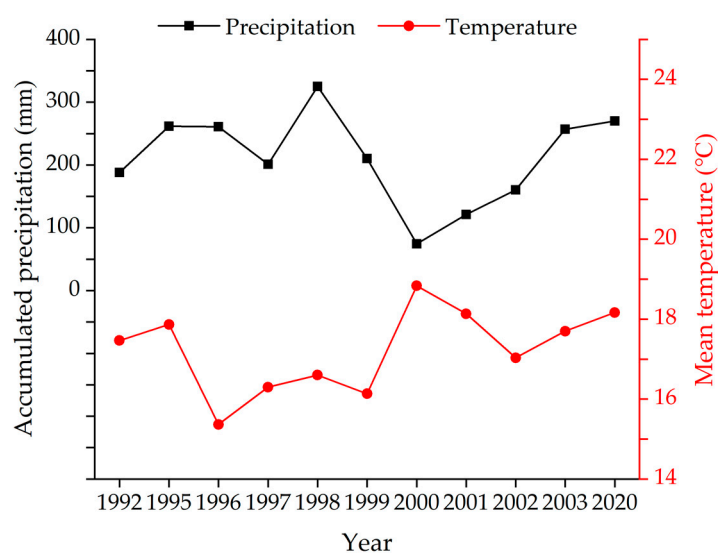 Precipitation Temperature
400
300
200
100
0
Accumulated precipitation (mm)
24
22
20
18
16
14
Mean temperature (°C)
1992 1995 1996 1997 1998 1999 2000 2001 2002 2003 2020
Year